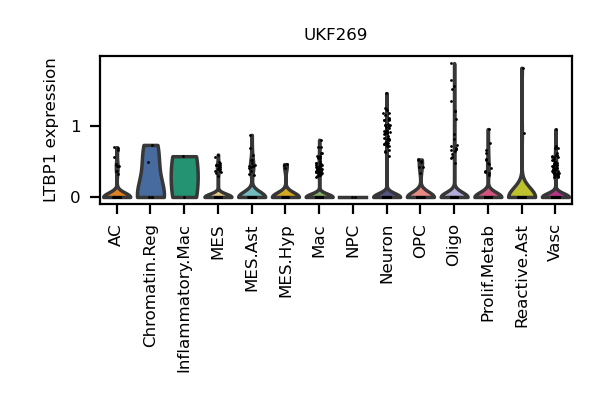 UKF269
LTBP1 expression
1
0
AC
Chromatin.Reg
Inflammatory.Mac
MES
MES.Ast
MES.Hyp
Mac
NPC
Neuron
OPC
Oligo
Prolif.Metab
Reactive.Ast
Vasc